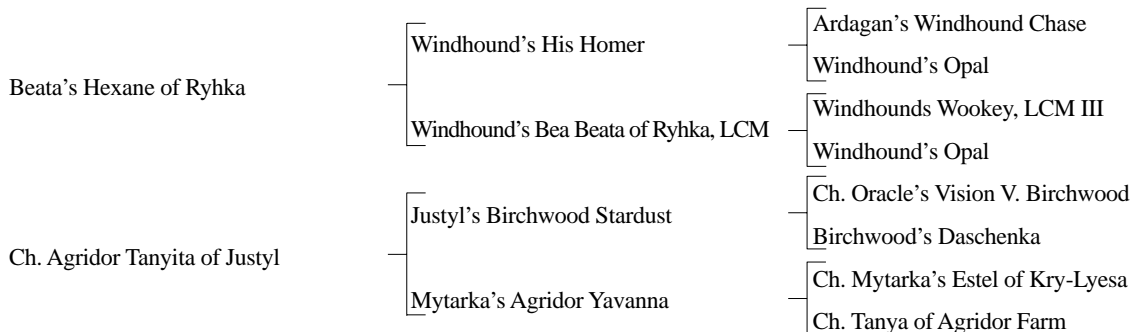 Ardagan’s Windhound Chase
Windhound’s His Homer
Windhound’s Opal
Beata’s Hexane of Ryhka
Windhounds Wookey, LCM III
Windhound’s Bea Beata of Ryhka, LCM
Windhound’s Opal
Ch. Oracle’s Vision V. Birchwood
Justyl’s Birchwood Stardust
Birchwood’s Daschenka
Ch. Agridor Tanyita of Justyl
Ch. Mytarka’s Estel of Kry-Lyesa
Mytarka’s Agridor Yavanna
Ch. Tanya of Agridor Farm